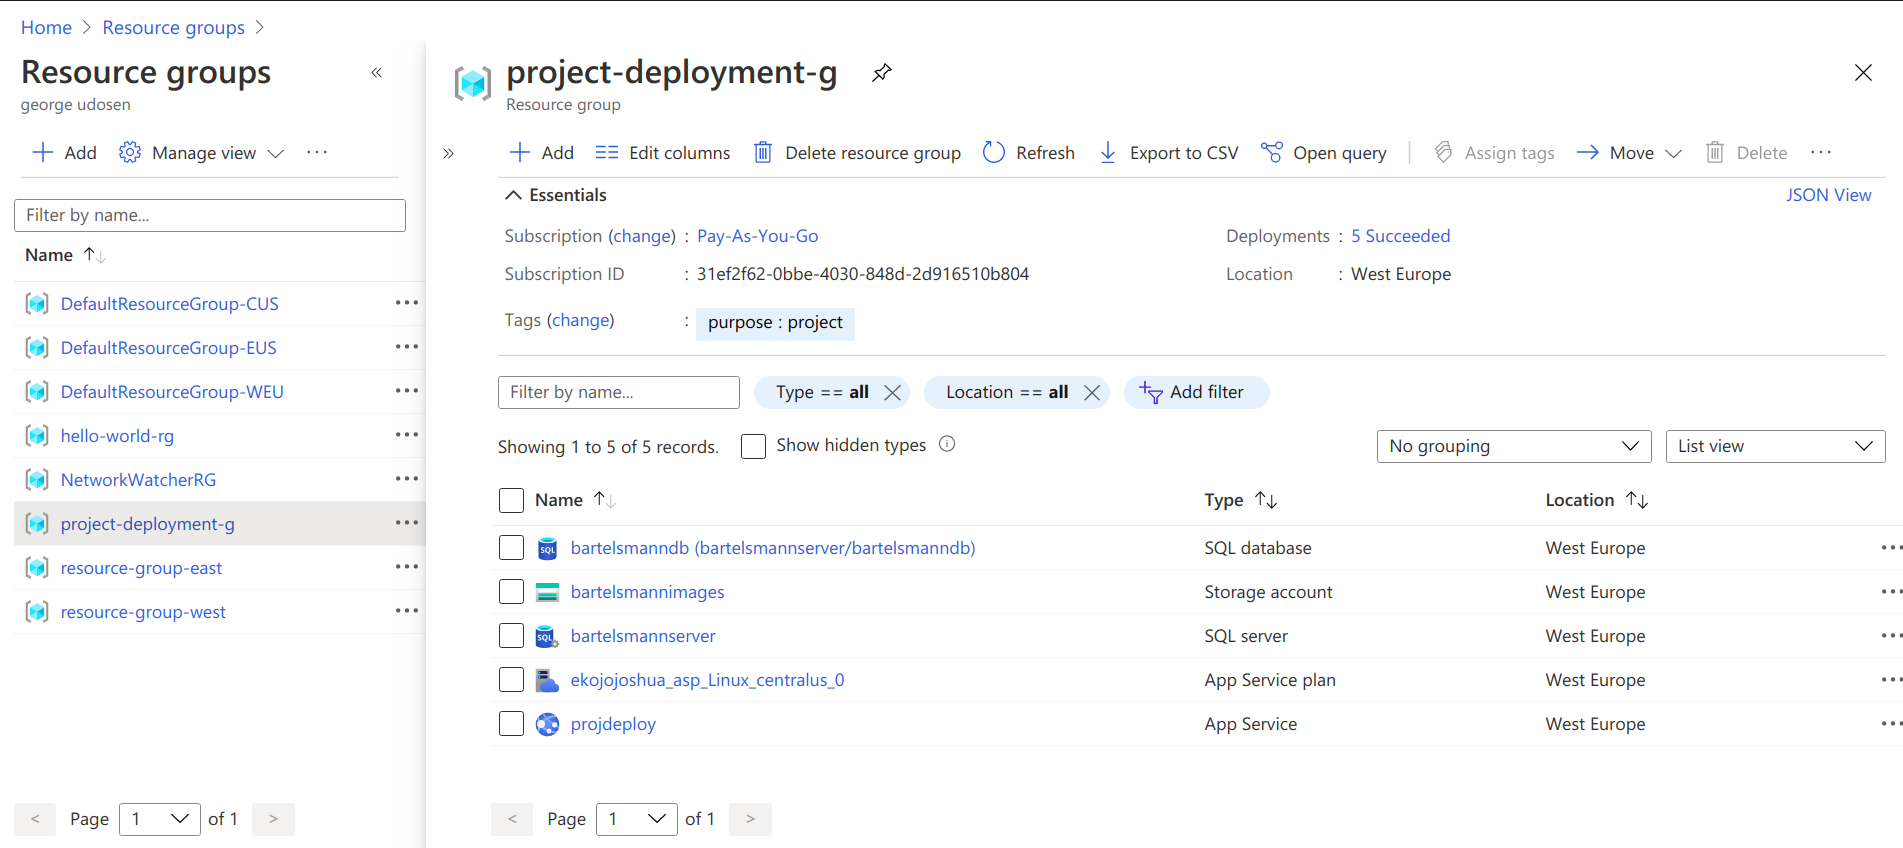 Home > Resource groups >
Resource groups
george udosen
Add Manage view ...
Filter by name...
Name
DefaultResourceGroup-CUS
DefaultResourceGroup-EUS
DefaultResourceGroup-WEU
hello-world-rg
NetworkWatcherRG
project-deployment-g
resource-group-east
resource-group-west
< Page 1 of 1 >
project-deployment-g
Resource group
Add Edit columns Delete resource group Refresh Export to CSV Open query Assign tags Move Delete ...
Essentials JSON View
Subscription (change) : Pay-As-You-Go Deployments : 5 Succeeded
Subscription ID : 31ef2f62-0bbe-4030-848d-2d916510b804 Location : West Europe
Tags (change) : purpose : project
Filter by name... Type == all Location == all Add filter
Showing 1 to 5 of 5 records. Show hidden types No grouping List view
Name Type Location
bartelsmanndb (bartelsmannserver/bartelsmanndb) SQL database West Europe
bartelsmannimages Storage account West Europe
bartelsmannserver SQL server West Europe
ekojojoshua_asp_Linux_centralus_0 App Service plan West Europe
projdeploy App Service West Europe
< Page 1 of 1 >